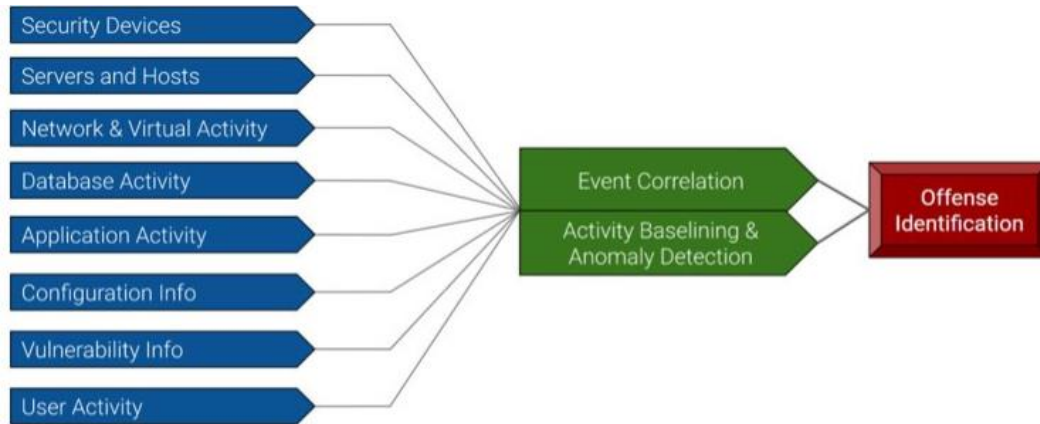 Security Devices
Servers and Hosts
Network & Virtual Activity
Database Activity
Application Activity
Configuration Info
Vulnerability Info
User Activity
Event Correlation
Activity Baselining &
Anomaly Detection
Offense
Identification